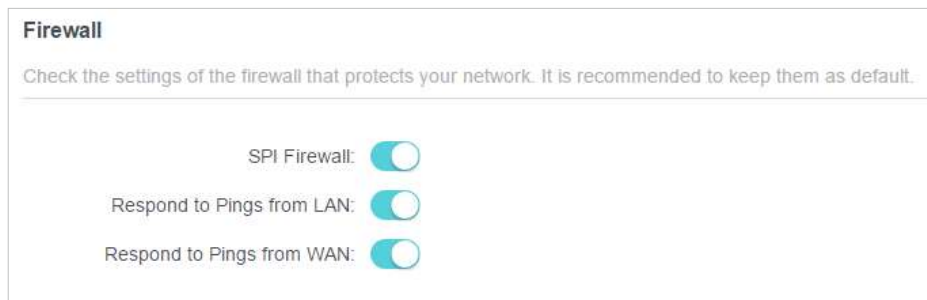 Firewall
Check the settings of the firewall that protects your network. It is recommended to keep them as default.
SPI Firewall:
Respond to Pings from LAN:
Respond to Pings from WAN: